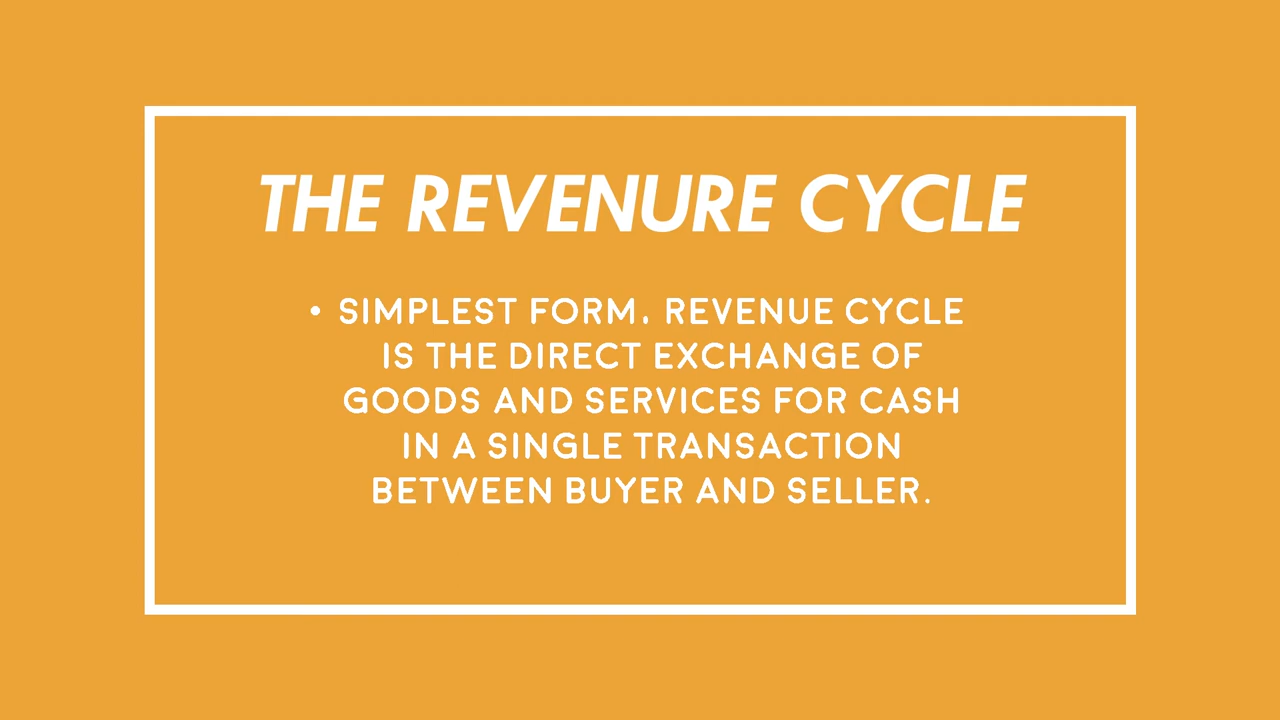 THE REVENURE CYCLE
• SIMPLEST FORM. REVENUE CYCLE
IS THE DIRECT EXCHANGE OF
GOODS AND SERVICES FOR CASH
IN A SINGLE TRANSACTION
BETWEEN BUYER AND SELLER.